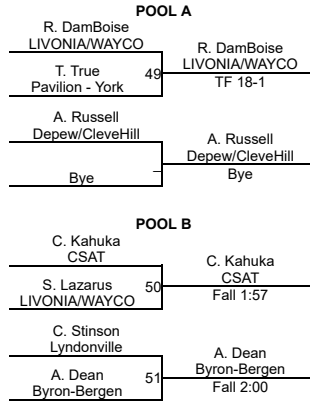 POOL A
R. DamBoise
LIVONIA/WAYCO
T. True
Pavilion - York
49
R. DamBoise
LIVONIA/WAYCO
TF 18-1
A. Russell
Depew/CleveHill
Bye
_
A. Russell
Depew/CleveHill
Bye
POOL B
C. Kahuka
CSAT
S. Lazarus
LIVONIA/WAYCO
50
C. Kahuka
CSAT
Fall 1:57
C. Stinson
Lyndonville
A. Dean
Byron-Bergen
51
A. Dean
Byron-Bergen
Fall 2:00